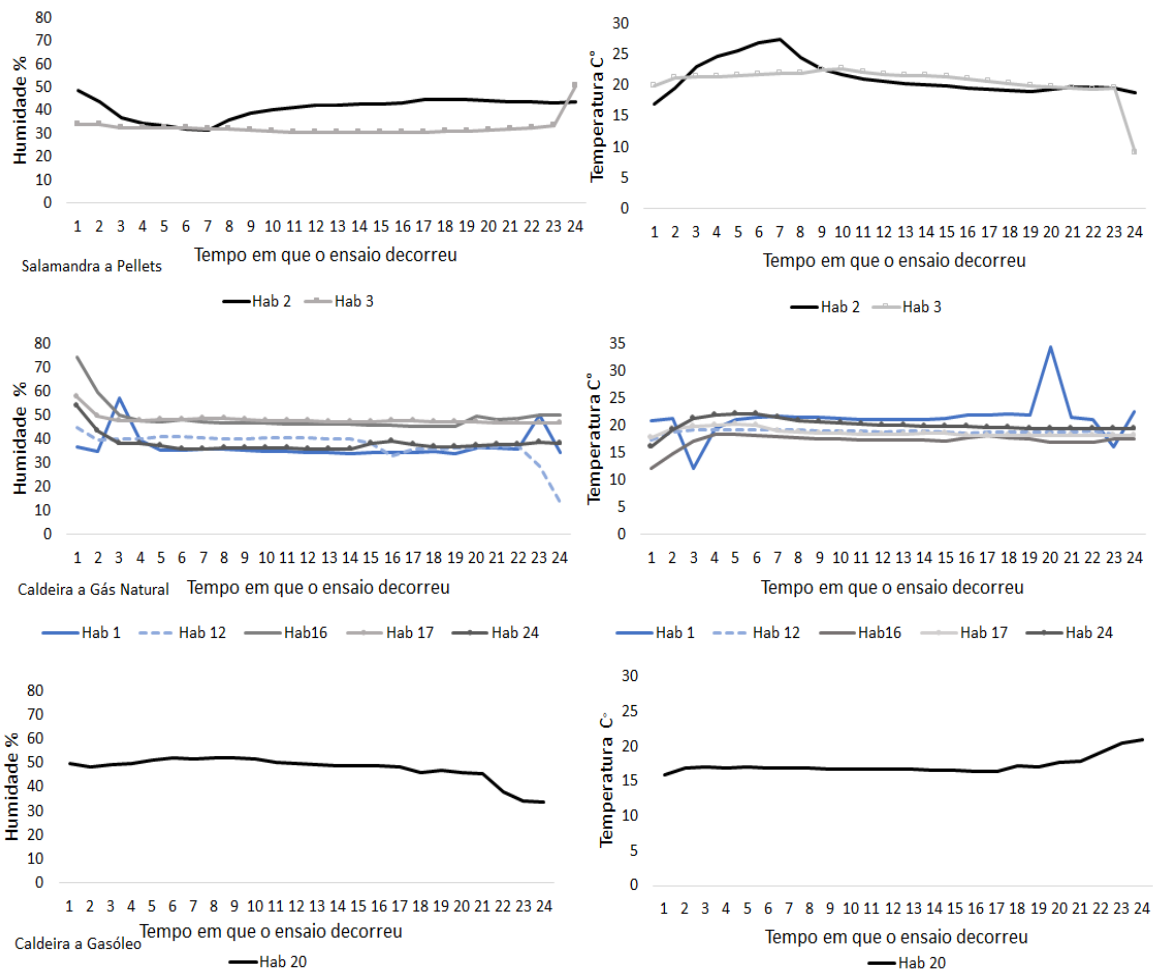 80
70
60
50
40
30
20
10
0
Humidade %
1 2 3 4 5 6 7 8 9 10 11 12 13 14 15 16 17 18 19 20 21 22 23 24
Tempo em que o ensaio decorreu
Salamandra a Pellets
Hab 2 Hab 3
30
25
20
15
10
5
0
Temperatura C°
1 2 3 4 5 6 7 8 9 10 11 12 13 14 15 16 17 18 19 20 21 22 23 24
Tempo em que o ensaio decorreu
Hab 2 Hab 3
80
70
60
50
40
30
20
10
0
Humidade %
1 2 3 4 5 6 7 8 9 10 11 12 13 14 15 16 17 18 19 20 21 22 23 24
Caldeira a Gás Natural
Tempo em que o ensaio decorreu
Hab 1 Hab 12 Hab16 Hab 17 Hab 24
35
30
25
20
15
10
5
0
Temperatura C°
1 2 3 4 5 6 7 8 9 10 11 12 13 14 15 16 17 18 19 20 21 22 23 24
Tempo em que o ensaio decorreu
Hab 1 Hab 12 Hab16 Hab 17 Hab 24
80
70
60
50
40
30
20
10
0
Humidade %
1 2 3 4 5 6 7 8 9 10 11 12 13 14 15 16 17 18 19 20 21 22 23 24
Tempo em que o ensaio decorreu
Caldeira a Gasóleo
Hab 20
30
25
20
15
10
5
0
Temperatura C°
1 2 3 4 5 6 7 8 9 10 11 12 13 14 15 16 17 18 19 20 21 22 23 24
Tempo em que o ensaio decorreu
Hab 20